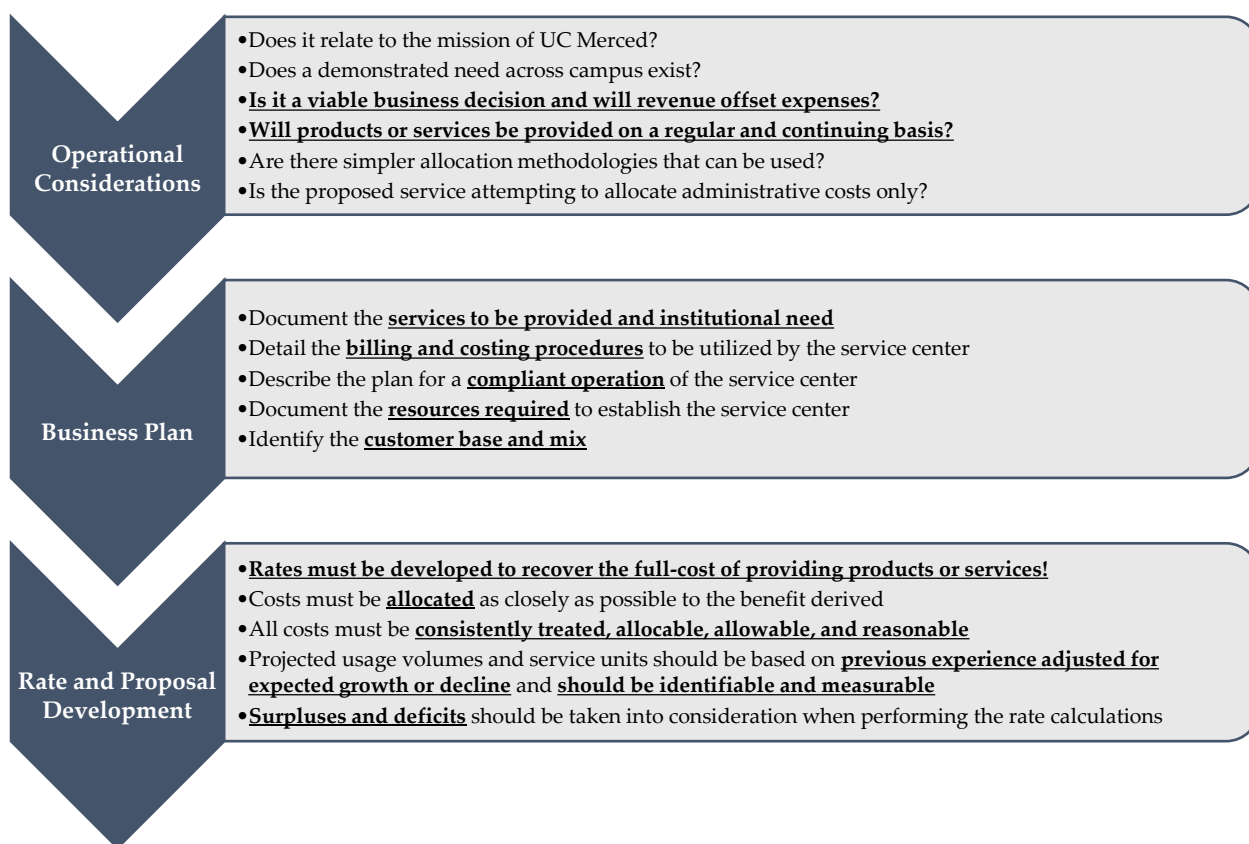 Operational
Considerations
•Does it relate to the mission of UC Merced?
•Does a demonstrated need across campus exist?
•Is it a viable business decision and will revenue offset expenses?
•Will products or services be provided on a regular and continuing basis?
•Are there simpler allocation methodologies that can be used?
•Is the proposed service attempting to allocate administrative costs only?
Business Plan
•Document the services to be provided and institutional need
•Detail the billing and costing procedures to be utilized by the service center
•Describe the plan for a compliant operation of the service center
•Document the resources required to establish the service center
•Identify the customer base and mix
Rate and Proposal
Development
•Rates must be developed to recover the full-cost of providing products or services!
•Costs must be allocated as closely as possible to the benefit derived
•All costs must be consistently treated, allocable, allowable, and reasonable
•Projected usage volumes and service units should be based on previous experience adjusted for
expected growth or decline and should be identifiable and measurable
•Surpluses and deficits should be taken into consideration when performing the rate calculations